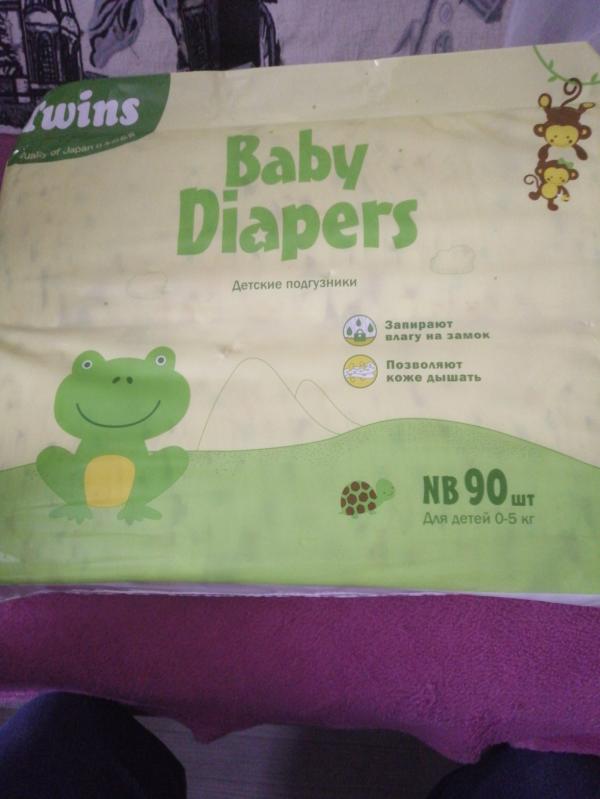 Twins
Quality of Japan
Baby
Diapers
Детские подгузники
Запирают
влагу на замок
Позволяют
коже дышать
NB 90 шт
Для детей 0-5 кг